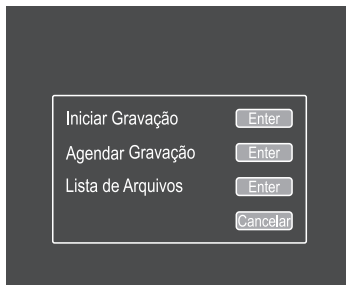 Iniciar Gravação Enter
Agendar Gravação Enter
Lista de Arquivos Enter
Cancelar